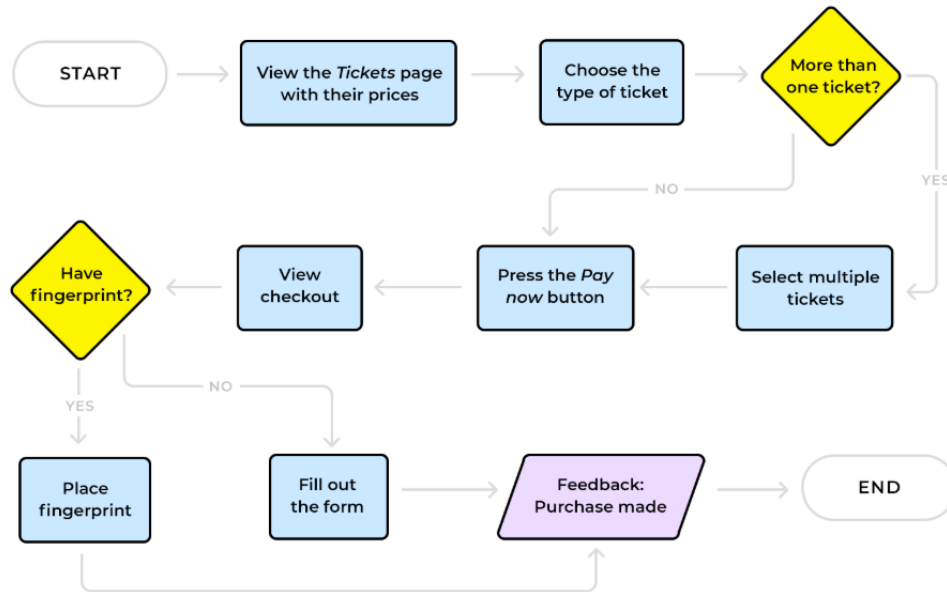 START
View the Tickets page
with their prices
Choose the
type of ticket
More than
one ticket?
YES
NO
Have
fingerprint?
View
checkout
Press the Pay
now button
Select multiple
tickets
NO
YES
Place
fingerprint
Fill out
the form
Feedback:
Purchase made
END